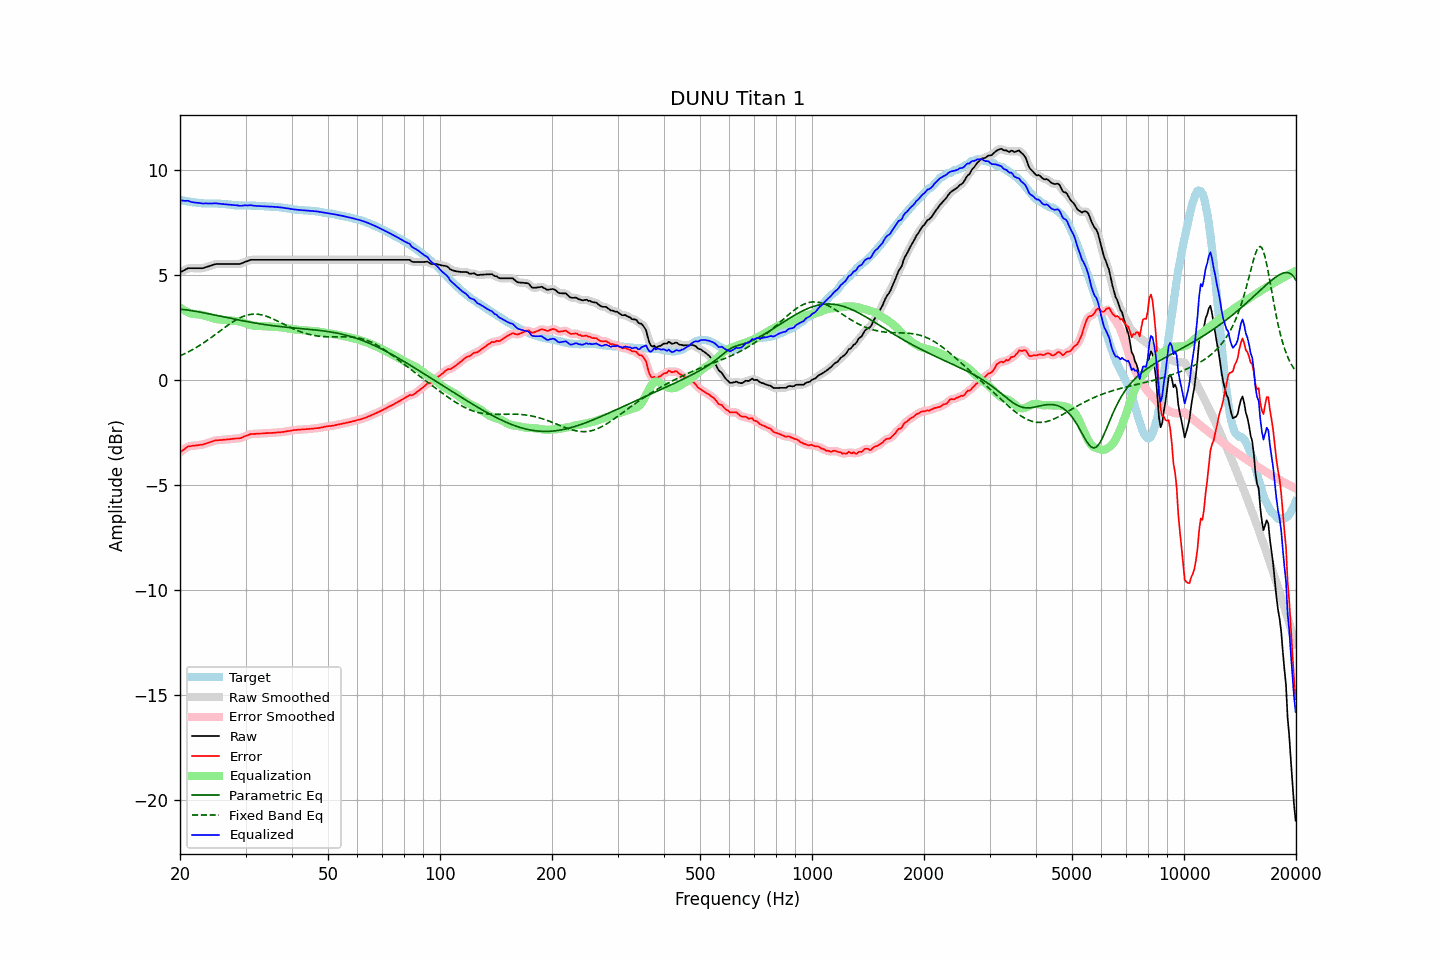 DUNU Titan 1
Amplitude (dBr)
10
5
0
−5
−10
−15
−20
Target
Raw Smoothed
Error Smoothed
Raw
Error
Equalization
Parametric Eq
Fixed Band Eq
Equalized
20 50 100 200 500 1000 2000 5000 10000 20000
Frequency (Hz)